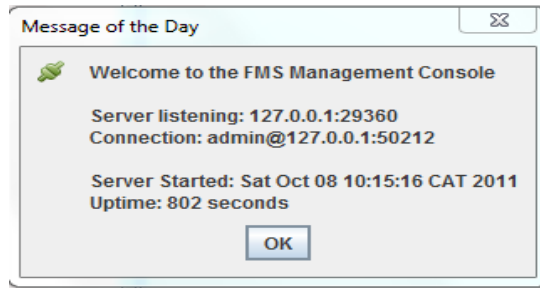 Message of the Day
Welcome to the FMS Management Console
Server listening: 127.0.0.1:29360
Connection: admin@127.0.0.1:50212
Server Started: Sat Oct 08 10:15:16 CAT 2011
Uptime: 802 seconds
OK